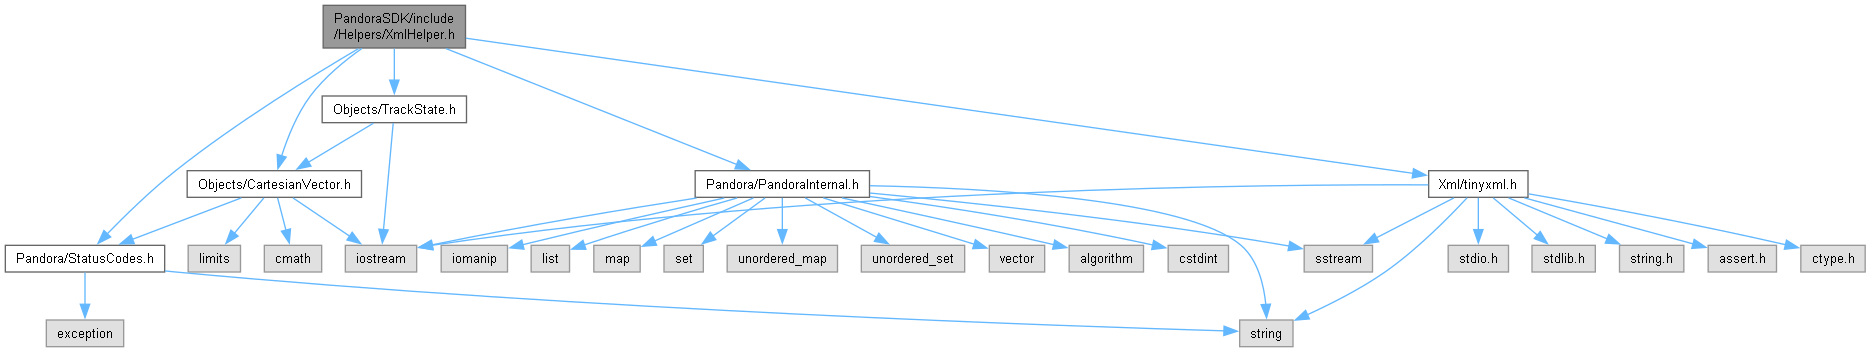 PandoraSDK/include
/Helpers/XmlHelper.h
Objects/TrackState.h
Objects/CartesianVector.h
Pandora/PandoraInternal.h
Xml/tinyxml.h
Pandora/StatusCodes.h
limits
cmath
iostream
iomanip
list
map
set
unordered_map
unordered_set
vector
algorithm
cstdint
sstream
stdio.h
stdlib.h
string.h
assert.h
ctype.h
exception
string